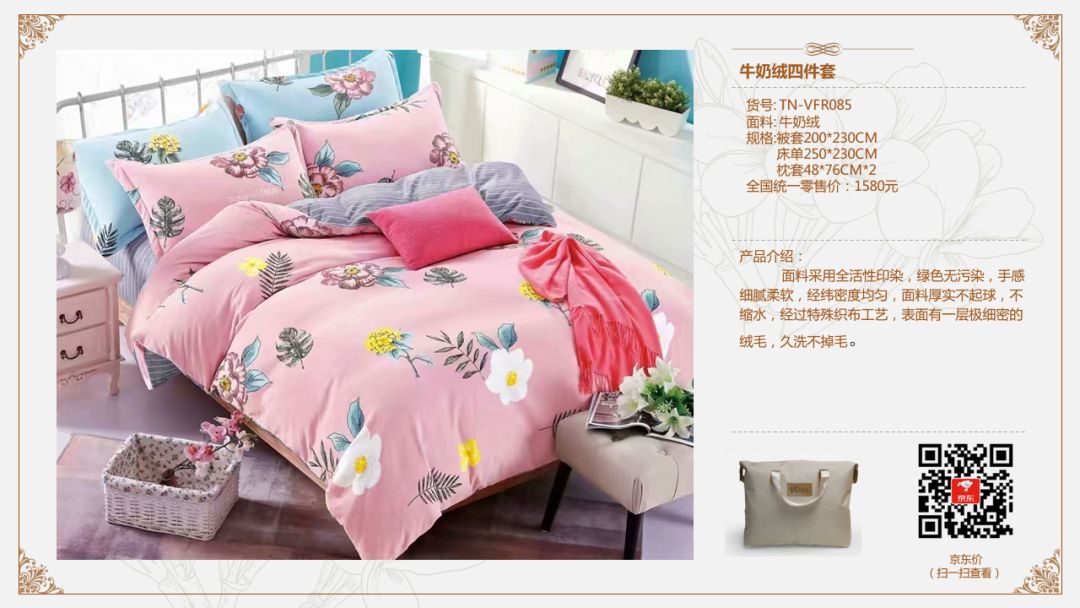 牛奶绒四件套
货号: TN-VFR085
面料: 牛奶绒
规格:被套200*230CM
床单250*230CM
枕套48*76CM*2
全国统一零售价：1580元
产品介绍：
面料采用全活性印染，绿色无污染，手感
细腻柔软，经纬密度均匀，面料厚实不起球，不
缩水，经过特殊织布工艺，表面有一层极细密的
绒毛，久洗不掉毛。
京东
京东价
（扫一扫查看）